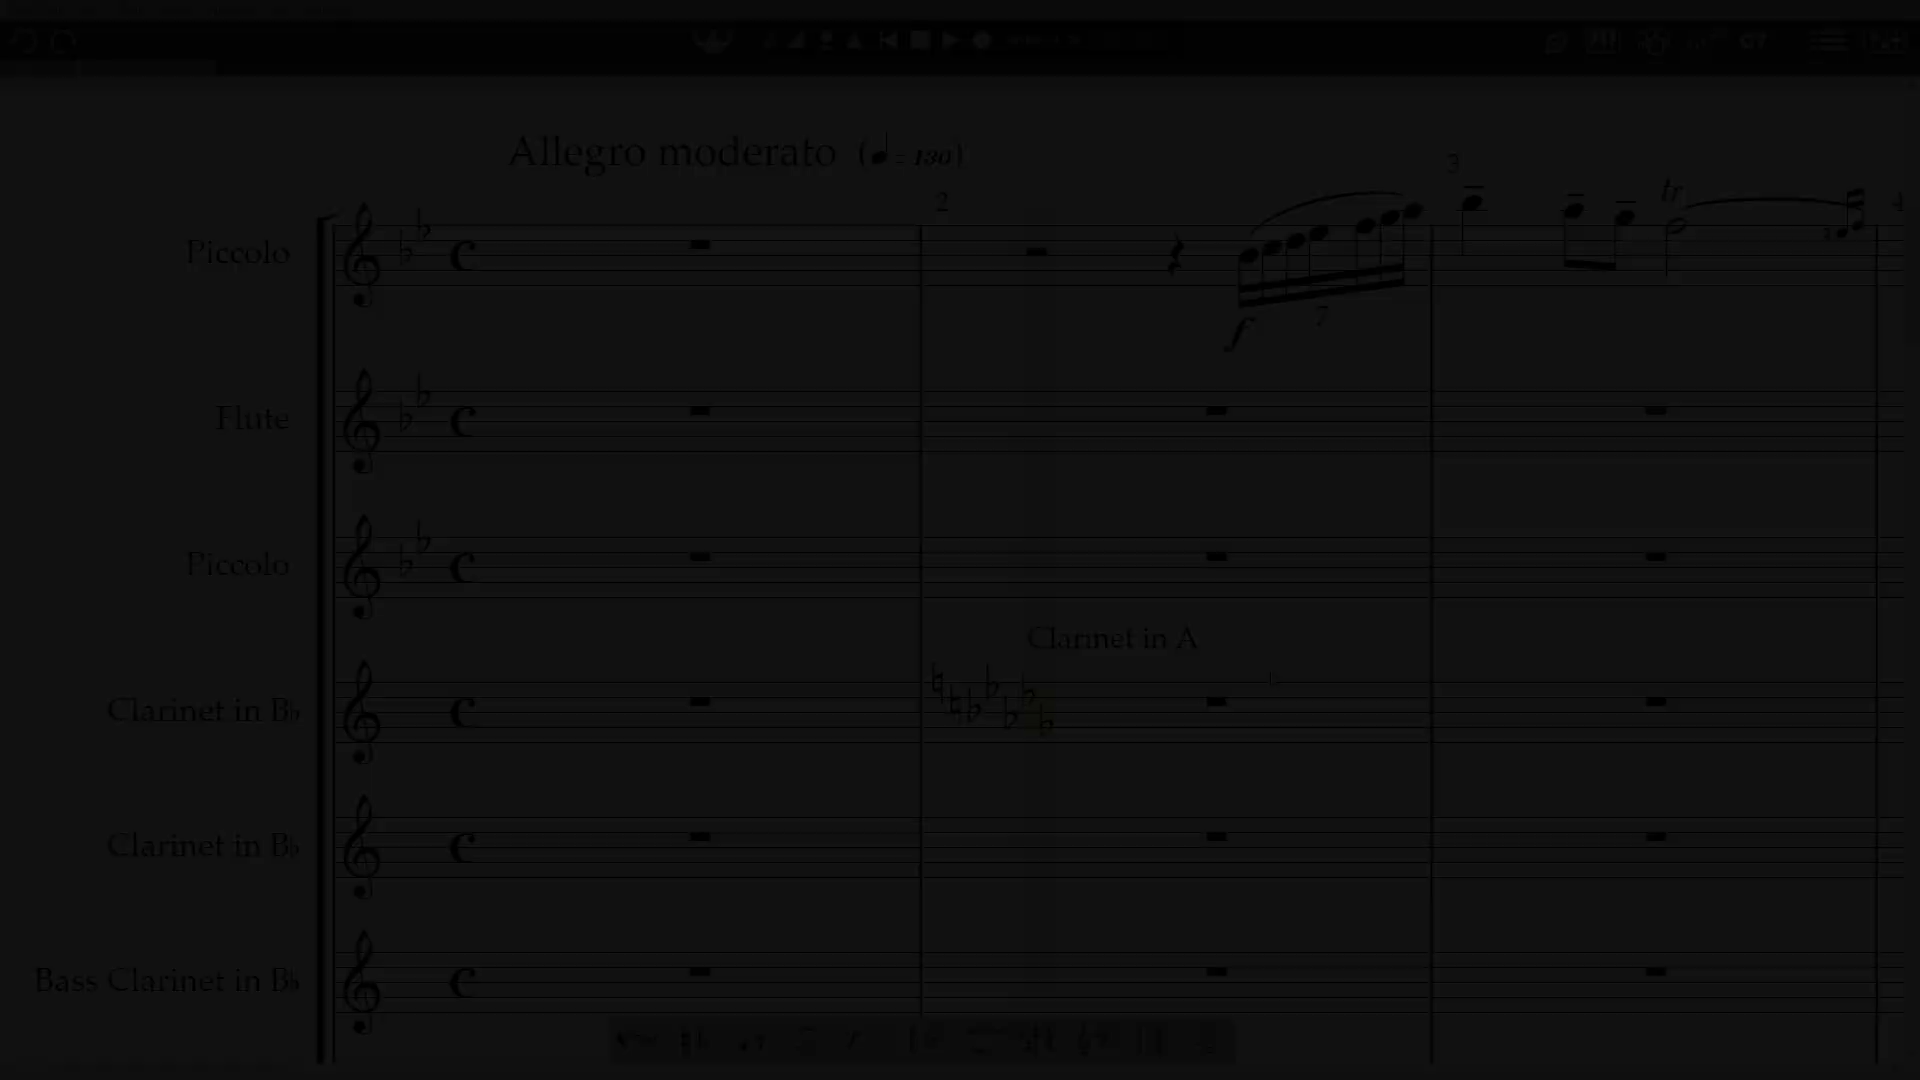 Allegro moderato (♩ = 130)
2
3
4
tr
Piccolo
f
7
Flute
Piccolo
Clarinet in A
Clarinet in B♭
Clarinet in B♭
Bass Clarinet in B♭